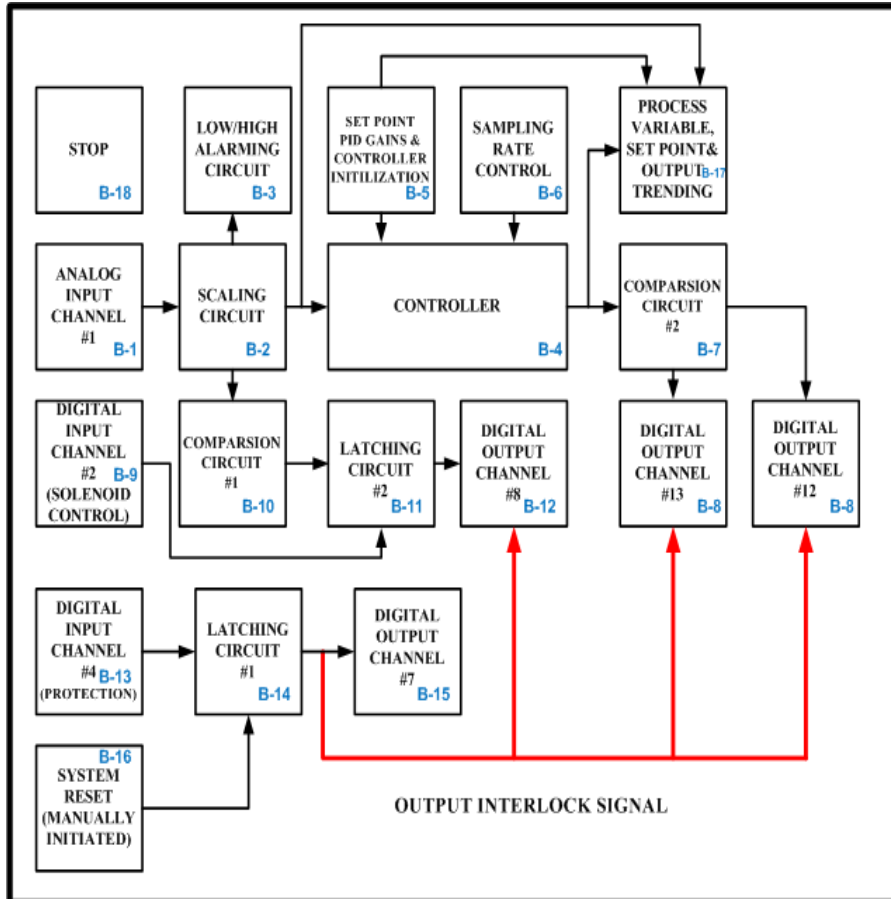 STOP
B-18
LOW/HIGH
ALARMING
CIRCUIT
B-3
SET POINT
PID GAINS &
CONTROLLER
INITILIZATION
B-5
SAMPLING
RATE
CONTROL
B-6
PROCESS
VARIABLE,
SET POINT&
OUTPUT B-17
TRENDING
ANALOG
INPUT
CHANNEL
#1
B-1
SCALING
CIRCUIT
B-2
CONTROLLER
B-4
COMPARSION
CIRCUIT
#2
B-7
DIGITAL
INPUT
CHANNEL
#2 B-9
(SOLENOID
CONTROL)
COMPARSION
CIRCUIT
#1
B-10
LATCHING
CIRCUIT
#2
B-11
DIGITAL
OUTPUT
CHANNEL
#8
B-12
DIGITAL
OUTPUT
CHANNEL
#13
B-8
DIGITAL
OUTPUT
CHANNEL
#12
B-8
DIGITAL
INPUT
CHANNEL
#4 B-13
(PROTECTION)
LATCHING
CIRCUIT
#1
B-14
DIGITAL
OUTPUT
CHANNEL
#7
B-15
B-16
SYSTEM
RESET
(MANUALLY
INITIATED)
OUTPUT INTERLOCK SIGNAL